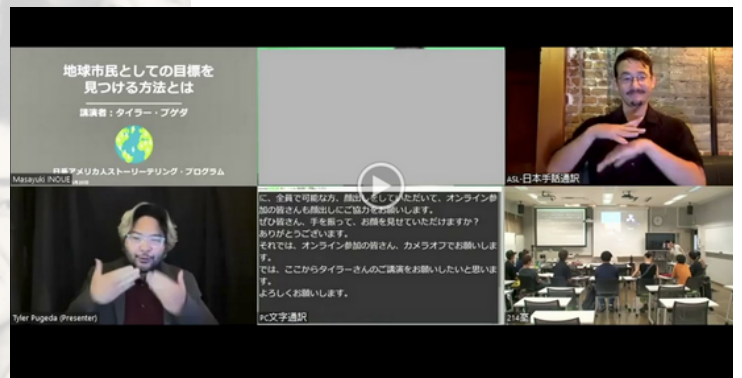 地球市民としての目標を
見つける方法とは
講演者：タイラー・プゲダ
日系アメリカ人ストーリーテリング・プログラム
Masayuki INOUE
ASL-日本手話通訳
に、全員で可能な方、顔出しをしていただいて、オンライン参
加の皆さんも顔出しにご協力をお願いします。
ぜひ皆さん、手を振って、お顔を見せていただけますか？
ありがとうございます。
それでは、オンライン参加の皆さん、カメラオフでお願いしま
す。
では、ここからタイラーさんのご講演をお願いしたいと思いま
す。
よろしくお願いします。
Tyler Pugeda (Presenter)
PC文字通訳
214室